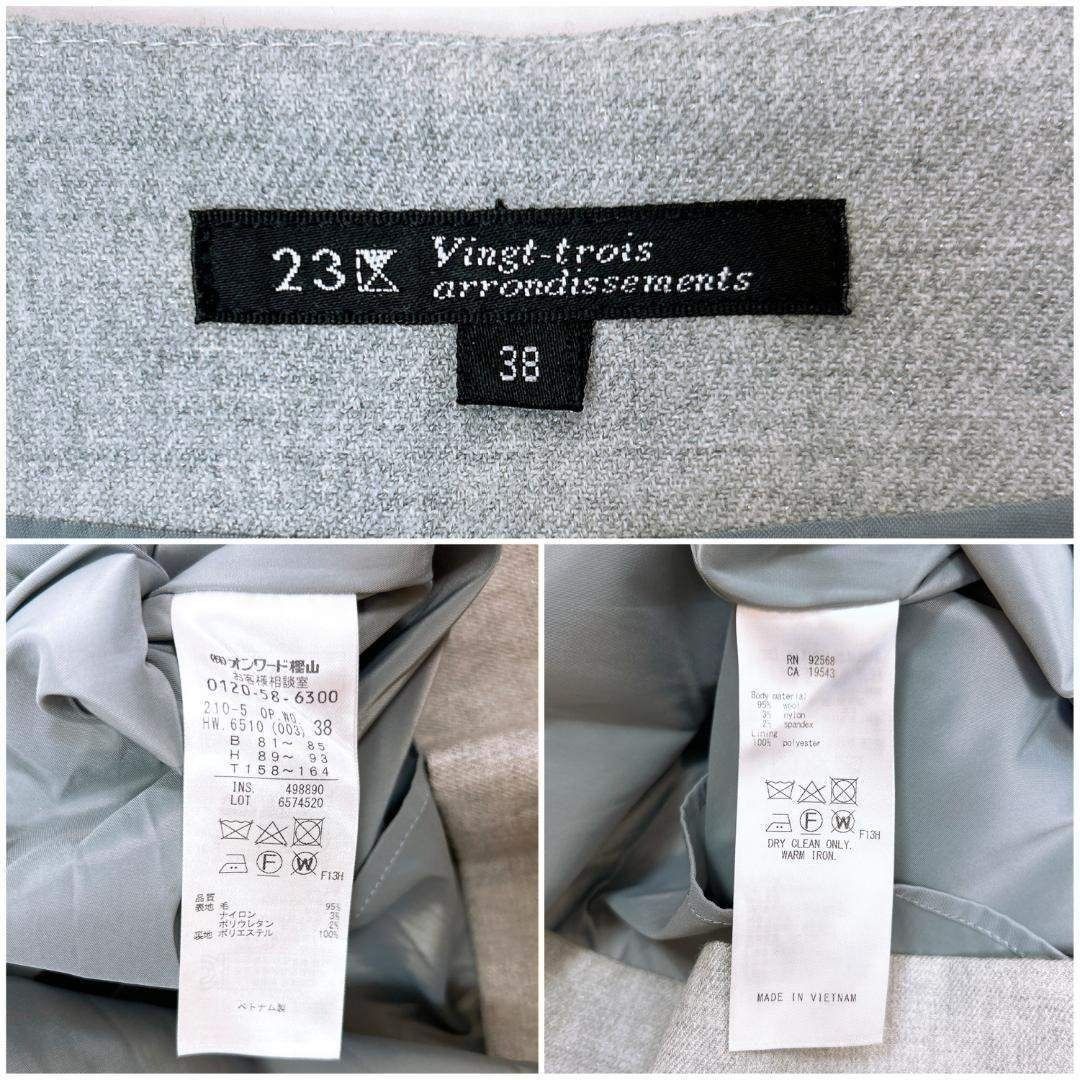 23区 Vingt-trois
arrondissements
38
㈱オンワード樫山
お客様相談室
0120-58-6300
210-5 OP.WO
HW.6510 (003) 38
B 81～ 85
H 89～ 93
T158～164
INS. 498890
LOT 6574520
F W
F13H
品質
表地 毛 95%
ナイロン 3%
ポリウレタン 2%
裏地 ポリエステル 100%
ベトナム製
RN 92568
CA 19543
Body material
95% wool
3% nylon
2% spandex
Lining
100% polyester
F W
F13H
DRY CLEAN ONLY.
WARM IRON.
MADE IN VIETNAM